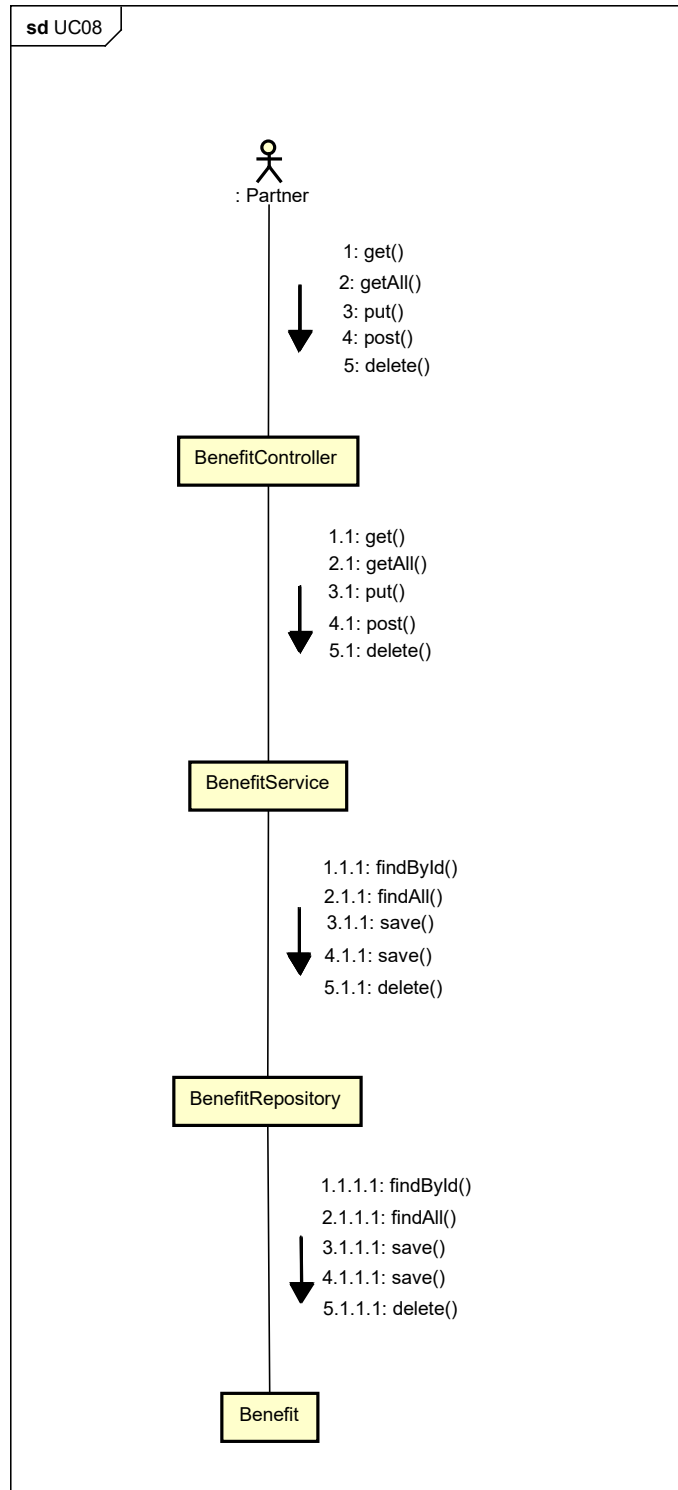 sd UC08
: Partner
1: get()
2: getAll()
3: put()
4: post()
5: delete()
BenefitController
1.1: get()
2.1: getAll()
3.1: put()
4.1: post()
5.1: delete()
BenefitService
1.1.1: findById()
2.1.1: findAll()
3.1.1: save()
4.1.1: save()
5.1.1: delete()
BenefitRepository
1.1.1.1: findById()
2.1.1.1: findAll()
3.1.1.1: save()
4.1.1.1: save()
5.1.1.1: delete()
Benefit